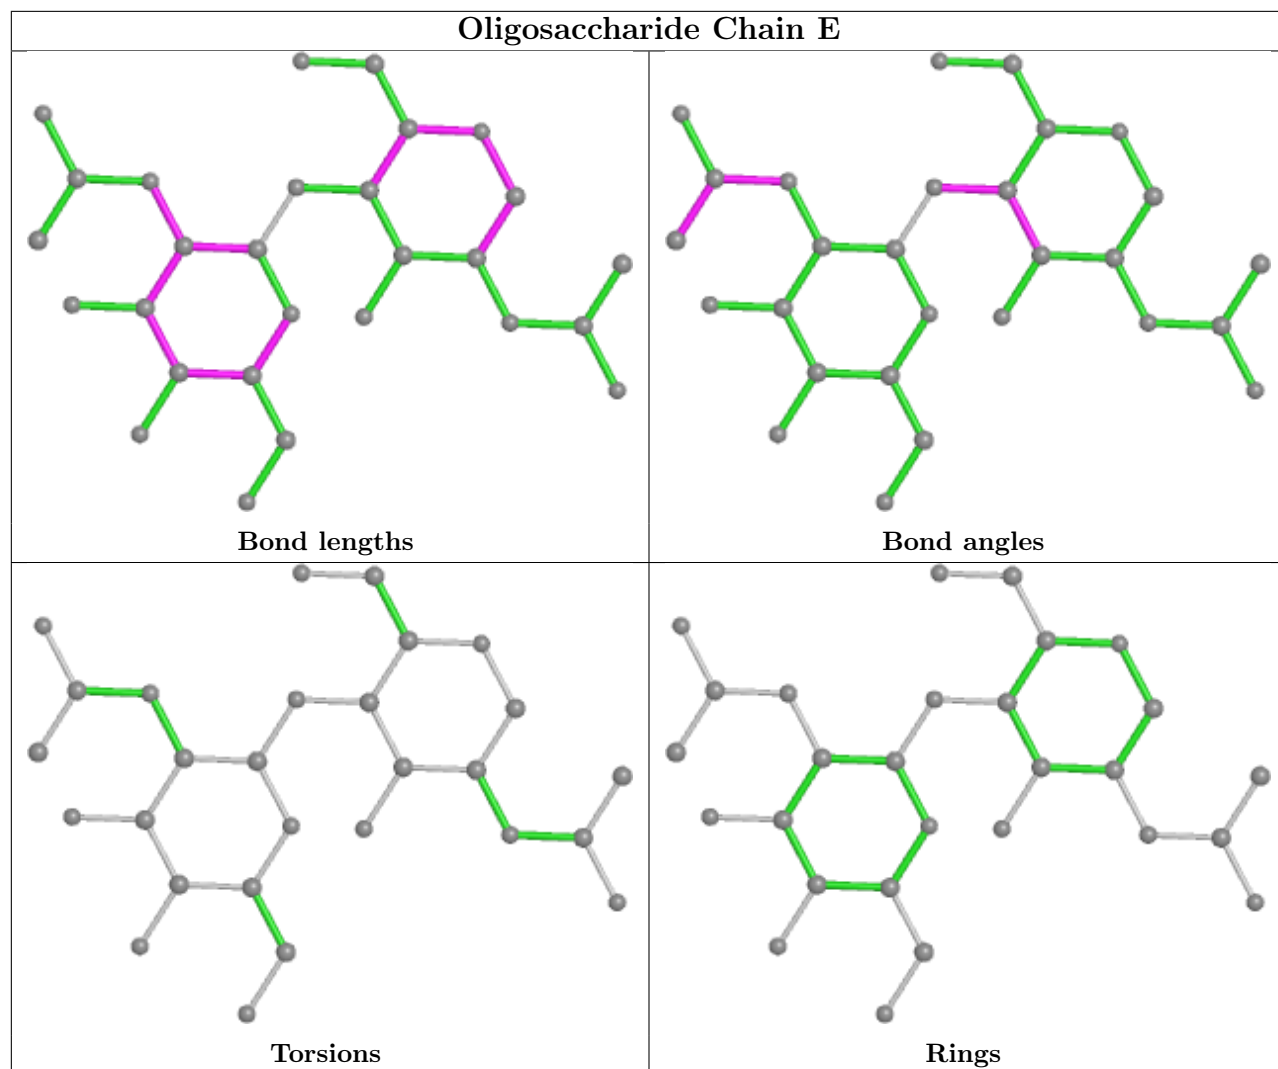 Oligosaccharide Chain E
Bond lengths
Bond angles
Torsions
Rings